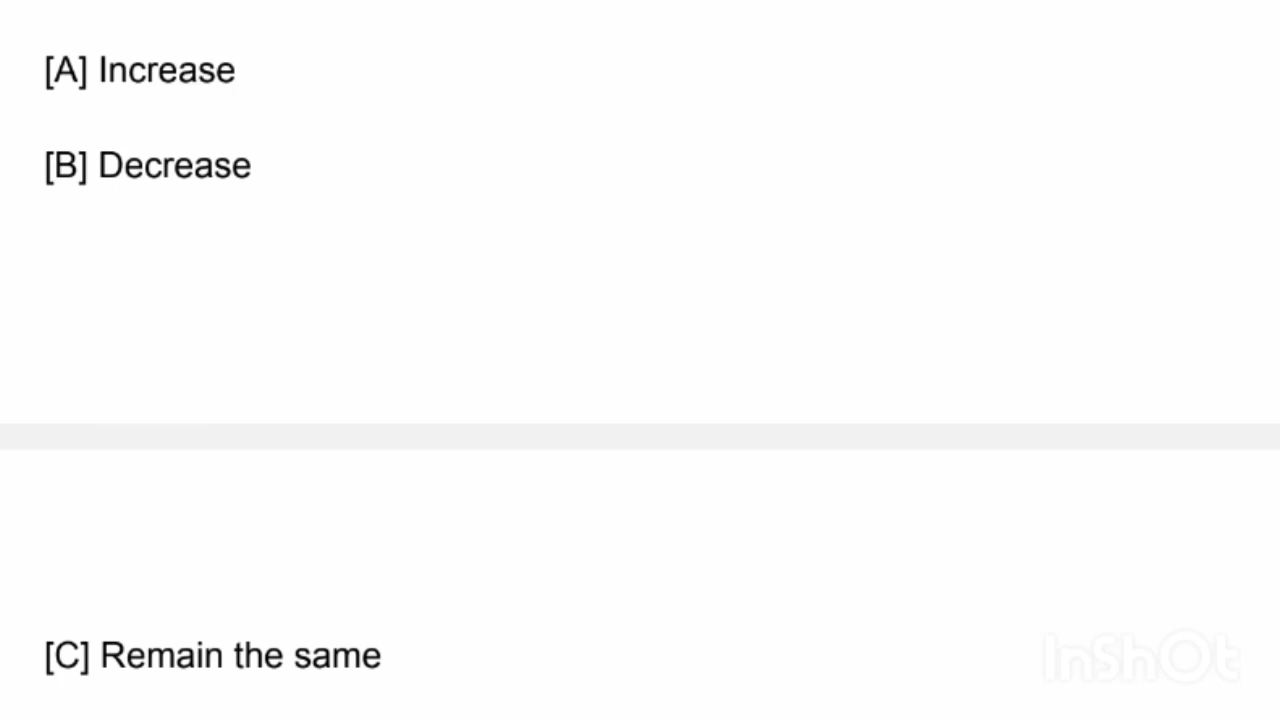 [A] Increase
[B] Decrease
[C] Remain the same
InShOt